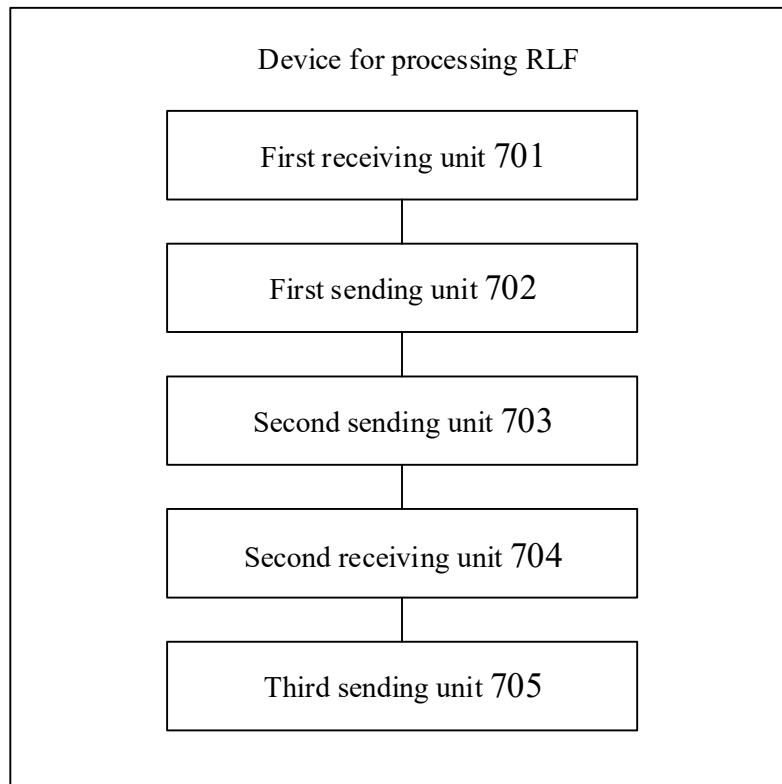 Device for processing RLF
First receiving unit 701
First sending unit 702
Second sending unit 703
Second receiving unit 704
Third sending unit 705